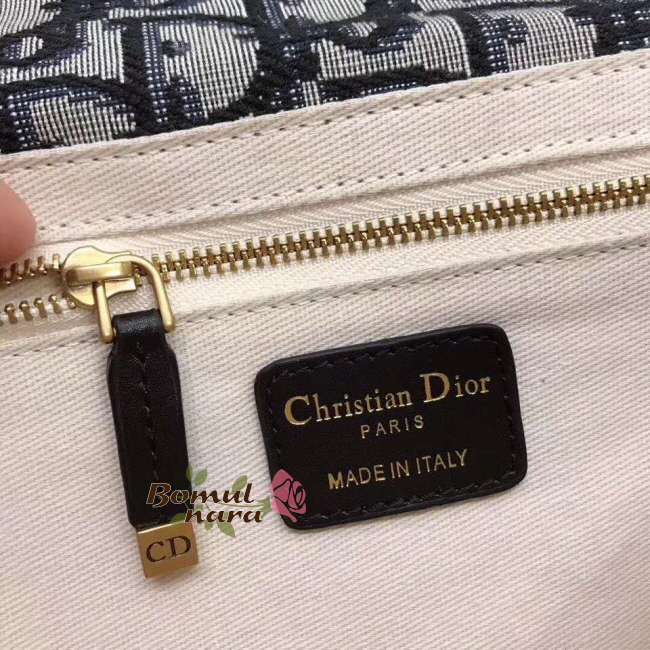 Christian Dior
PARIS
MADE IN ITALY
Bomul
nara
CD